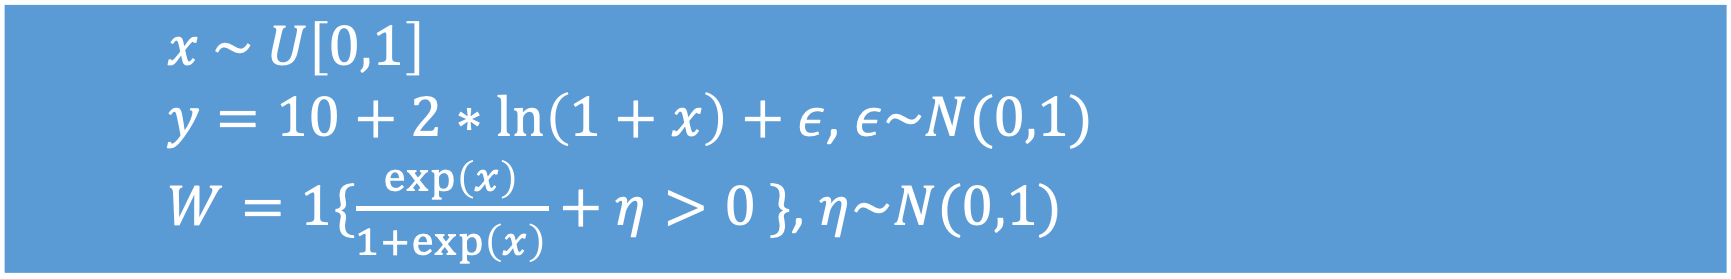 x ~ U[0,1]
y = 10 + 2 * ln(1 + x) + ϵ, ϵ~N(0,1)
W = 1{exp(x)/1+exp(x) + η > 0 }, η~N(0,1)